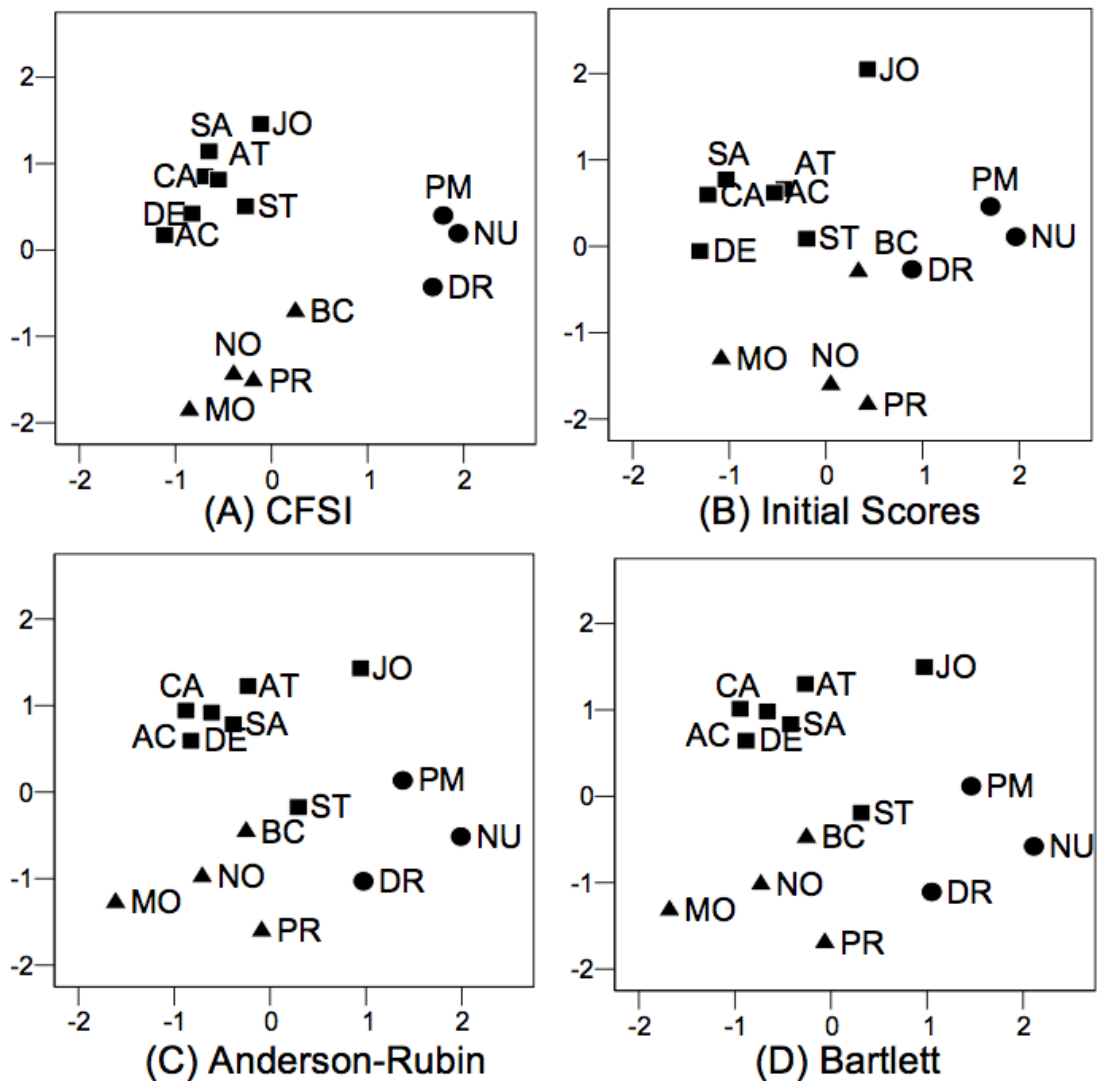 2
1
0
-1
-2
SA
JO
AT
CA
DE
ST
AC
PM
NU
DR
BC
NO
PR
MO
-2 -1 0 1 2
(A) CFSI
2
1
0
-1
-2
JO
SA
AT
CA
AC
DE
ST
BC
PM
NU
DR
MO
NO
PR
-2 -1 0 1 2
(B) Initial Scores
2
1
0
-1
-2
JO
CA
AT
SA
AC
DE
PM
ST
BC
NU
NO
DR
MO
PR
-2 -1 0 1 2
(C) Anderson-Rubin
2
1
0
-1
-2
JO
CA
AT
SA
AC
DE
PM
ST
BC
NU
NO
DR
MO
PR
-2 -1 0 1 2
(D) Bartlett